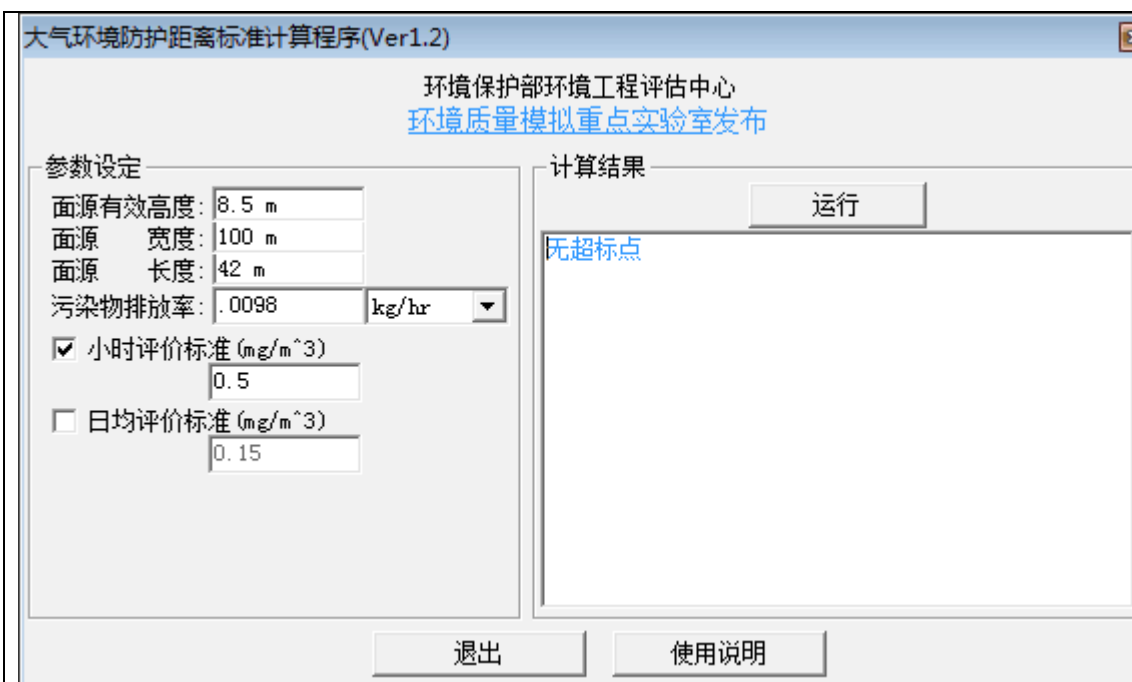 大气环境防护距离标准计算程序(Ver1.2)
环境保护部环境工程评估中心
环境质量模拟重点实验室发布
参数设定
面源有效高度: 8.5 m
面源 宽度: 100 m
面源 长度: 42 m
污染物排放率: .0098 kg/hr
小时评价标准(mg/m^3)
0.5
日均评价标准(mg/m^3)
0.15
计算结果
运行
无超标点
退出 使用说明